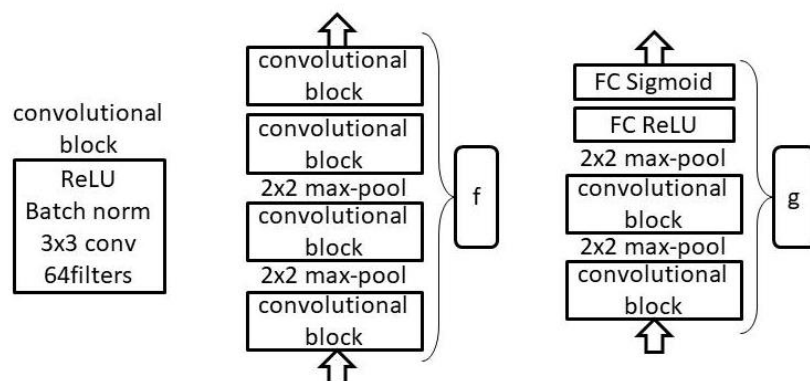 convolutional
block
ReLU
Batch norm
3x3 conv
64filters
convolutional
block
convolutional
block
2x2 max-pool
convolutional
block
2x2 max-pool
convolutional
block
f
FC Sigmoid
FC ReLU
2x2 max-pool
convolutional
block
2x2 max-pool
convolutional
block
g